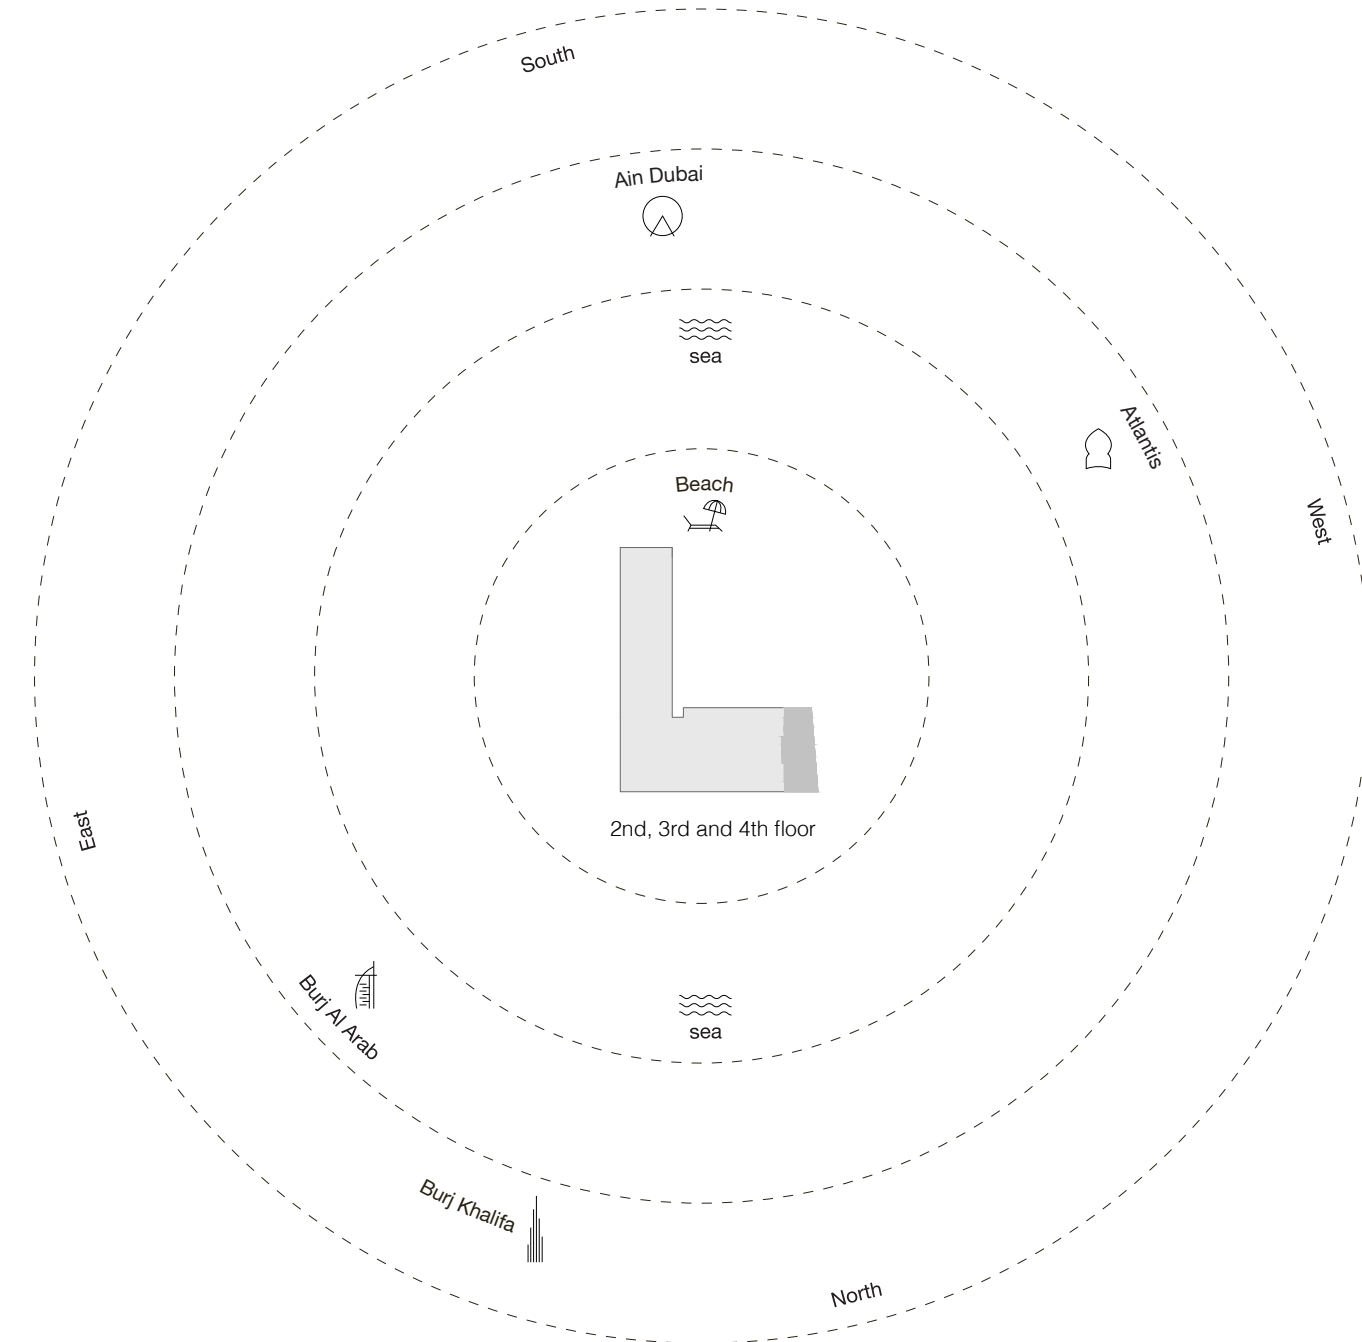 South
Ain Dubai
sea
Atlantis
Beach
West
2nd, 3rd and 4th floor
East
Burj Al Arab
sea
Burj Khalifa
North